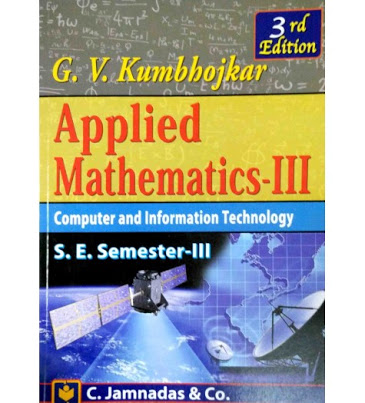 3rd
Edition
G. V. Kumbhojkar
Applied
Mathematics-III
Computer and Information Technology
S. E. Semester-III
C. Jamnadas & Co.